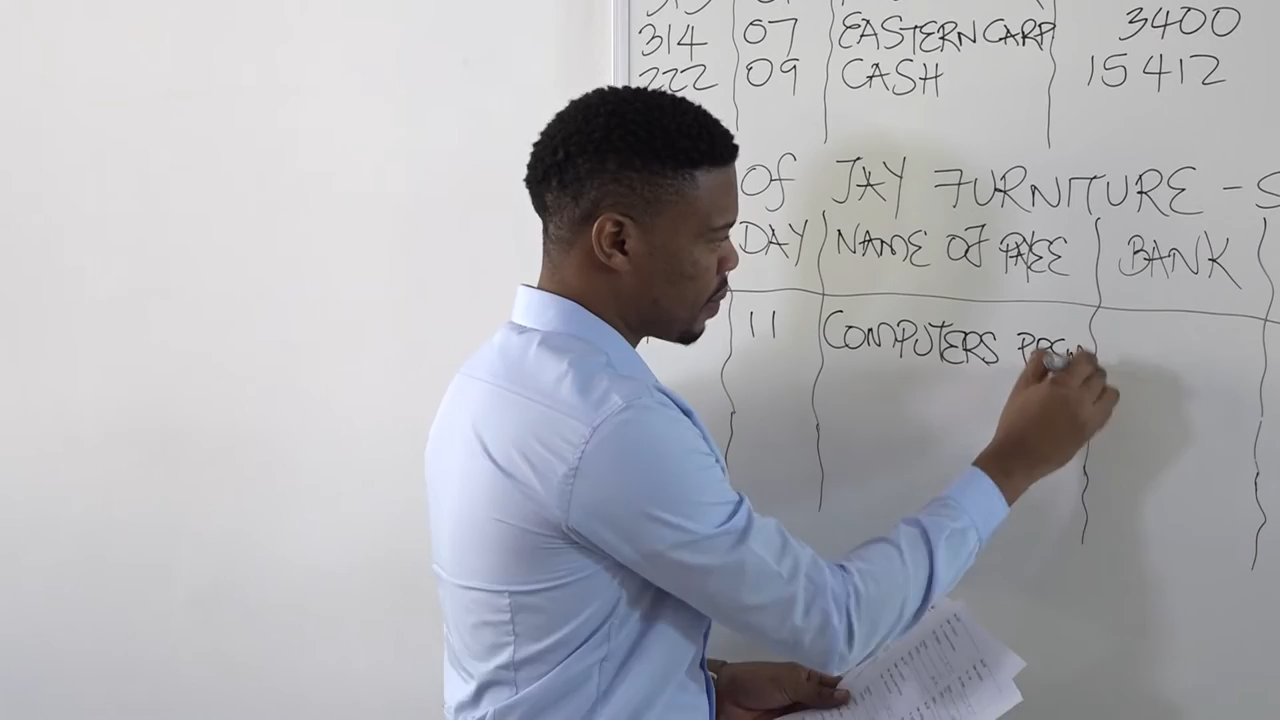 314 07 EASTERN CARP 3400
222 09 CASH 15412
Of JAY FURNITURE - S
DAY NAME OF PAYEE BANK
11 COMPUTERS